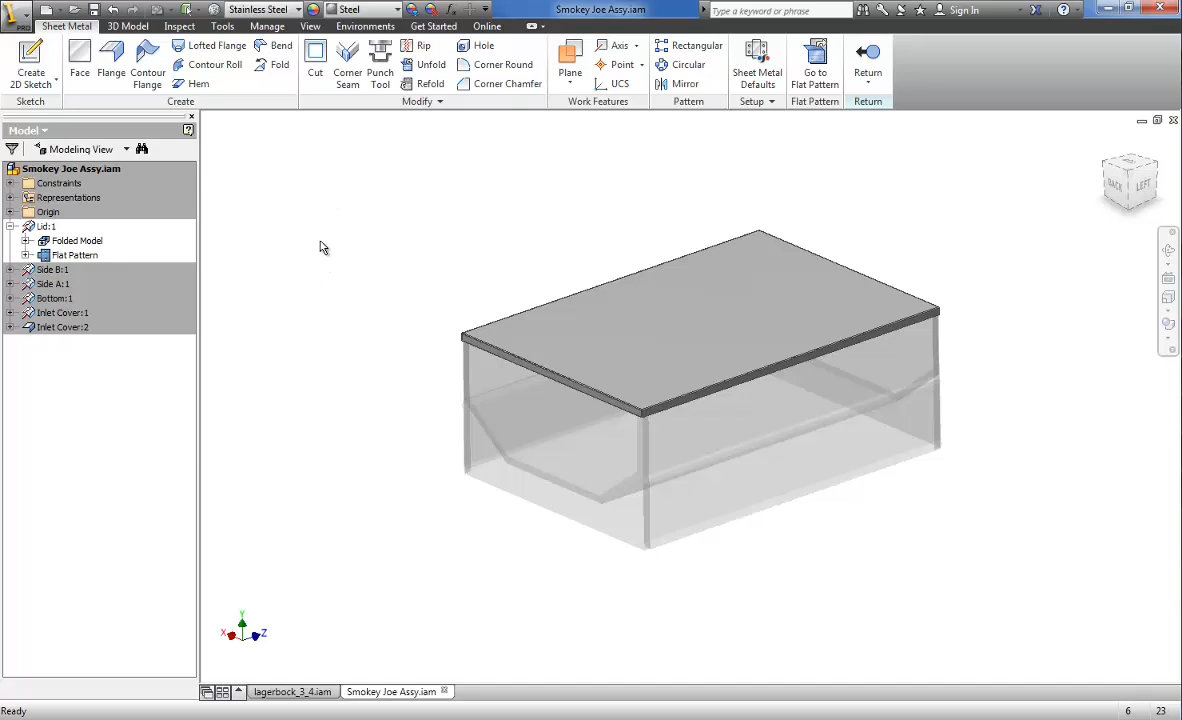 PRO
Stainless Steel
Steel
Smokey Joe Assy.iam
Type a keyword or phrase
Sign In
Sheet Metal 3D Model Inspect Tools Manage View Environments Get Started Online
Create
2D Sketch
Face
Flange
Contour
Flange
Lofted Flange
Contour Roll
Hem
Bend
Fold
Cut
Corner
Seam
Punch
Tool
Rip
Unfold
Refold
Hole
Corner Round
Corner Chamfer
Plane
Axis
Point
UCS
Rectangular
Circular
Mirror
Sheet Metal
Defaults
Go to
Flat Pattern
Return
Sketch Create Modify Work Features Pattern Setup Flat Pattern Return
Model
Modeling View
Smokey Joe Assy.iam
Constraints
Representations
Origin
Lid:1
Folded Model
Flat Pattern
Side B:1
Side A:1
Bottom:1
Inlet Cover:1
Inlet Cover:2
BACK LEFT
Y
X Z
lagerbock_3_4.iam Smokey Joe Assy.iam
Ready 6 23